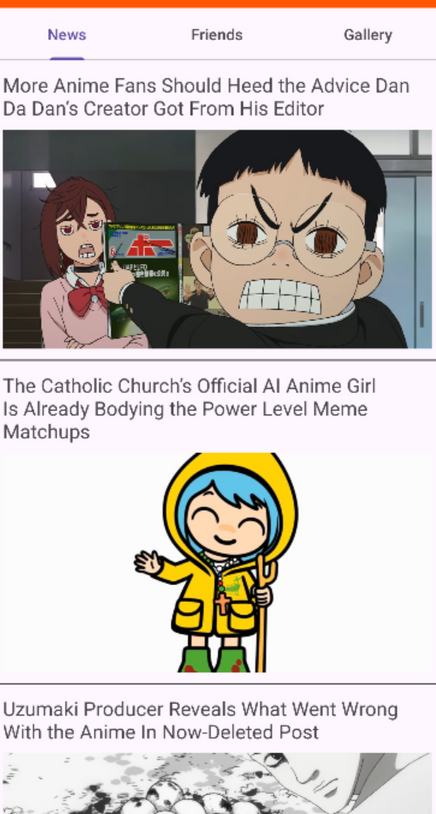 News
Friends
Gallery
More Anime Fans Should Heed the Advice Dan
Da Dan's Creator Got From His Editor
The Catholic Church's Official AI Anime Girl
Is Already Bodying the Power Level Meme
Matchups
Uzumaki Producer Reveals What Went Wrong
With the Anime In Now-Deleted Post